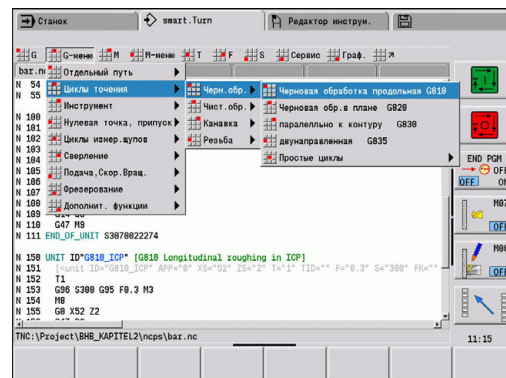 Станок smart.Turn Редактор инструм.
G G-меню M M-меню T F S Сервис Граф.
bar.n
N 54
N 55
N 100
N 101
N 102
N 103
N 104
N 105
N 106
N 107
N 108
N 109
N 110 G47 M9
N 111 END_OF_UNIT S3070822274
Отдельный путь
Циклы точения
Инструмент
Нулевая точка, припуск
Циклы измер.щупов
Сверление
Подача,Скор.Вращ.
Фрезерование
Дополнит. функции
Черн.обр.
Чист.обр.
Канавка
Резьба
Черновая обработка продольная G810
Черновая обр.в плане G820
параллельно к контуру G830
двунаправленная G835
Простые циклы
N 150 UNIT ID"G810_ICP" [G810 Longitudinal roughing in ICP]
N 151 [<unit ID="G810_ICP" APP="0" XS="52" ZS="2" T="1" TID="" F="0.3" S="300" FK=""
N 152 T1
N 153 G96 S300 G95 F0.3 M3
N 154 M8
N 155 G0 X52 Z2
TNC:\Project\BHB_KAPITEL2\ncps\bar.nc
END PGM
OFF
OFF ON
M07
OFF
M08
OFF
11:15